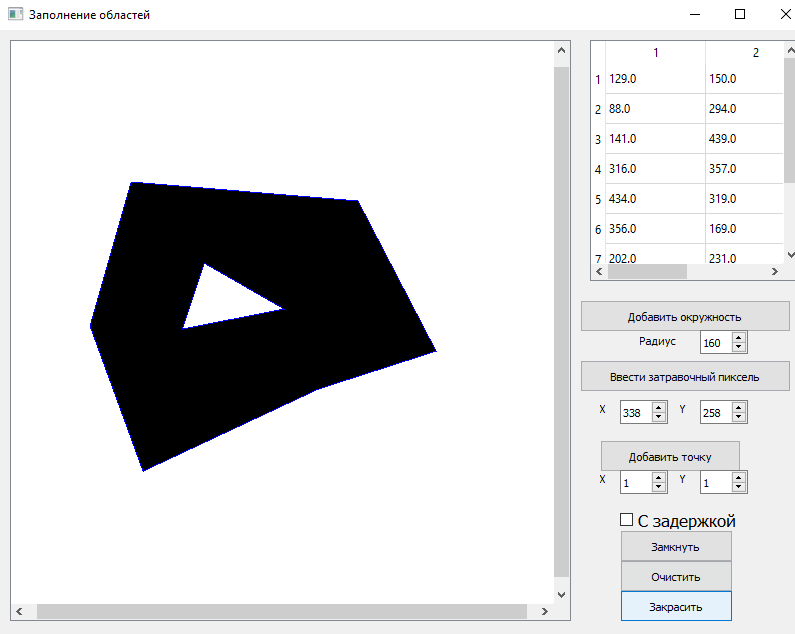 Заполнение областей
1 2
1 129.0 150.0
2 88.0 294.0
3 141.0 439.0
4 316.0 357.0
5 434.0 319.0
6 356.0 169.0
7 202.0 231.0
Добавить окружность
Радиус 160
Ввести затравочный пиксель
X 338 Y 258
Добавить точку
X 1 Y 1
С задержкой
Замкнуть
Очистить
Закрасить